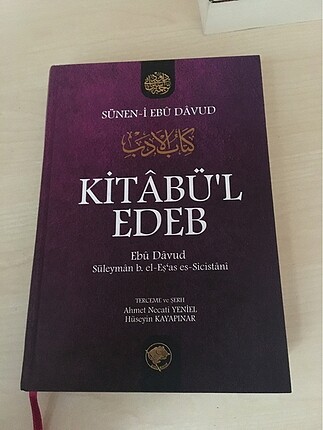 SÜNEN-İ EBÛ DÂVUD
كتاب الأدب
KİTÂBÜ'L
EDEB
Ebû Dâvud
Süleymân b. el-Eş'as es-Sicistânî
TERCEME ve ŞERH
Ahmet Necati YENİEL
Hüseyin KAYAPINAR